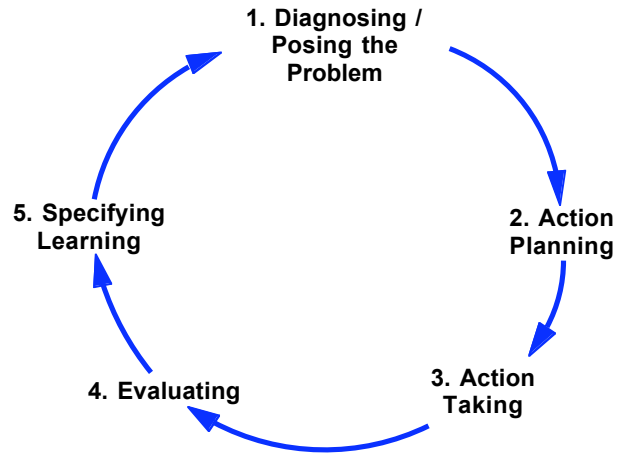 1. Diagnosing /
Posing the
Problem
2. Action
Planning
3. Action
Taking
4. Evaluating
5. Specifying
Learning